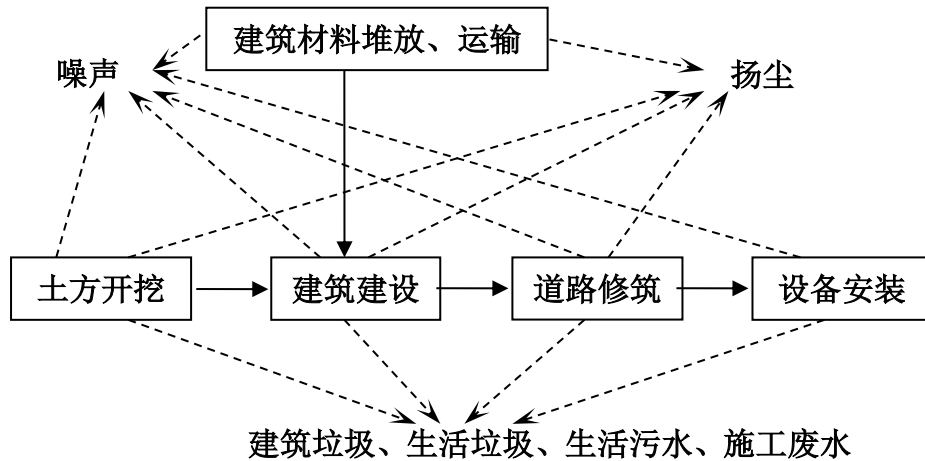 建筑材料堆放、运输
噪声
扬尘
土方开挖
建筑建设
道路修筑
设备安装
建筑垃圾、生活垃圾、生活污水、施工废水